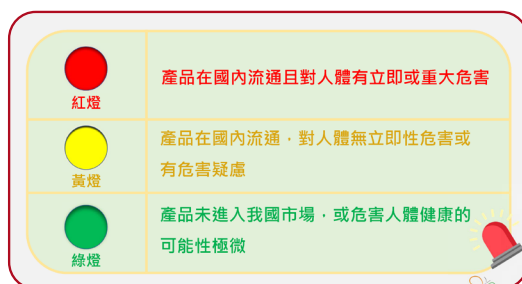 紅燈
產品在國內流通且對人體有立即或重大危害
黃燈
產品在國內流通，對人體無立即性危害或
有危害疑慮
綠燈
產品未進入我國市場，或危害人體健康的
可能性極微